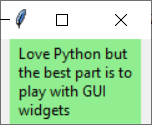 Love Python but
the best part is to
play with GUI
widgets